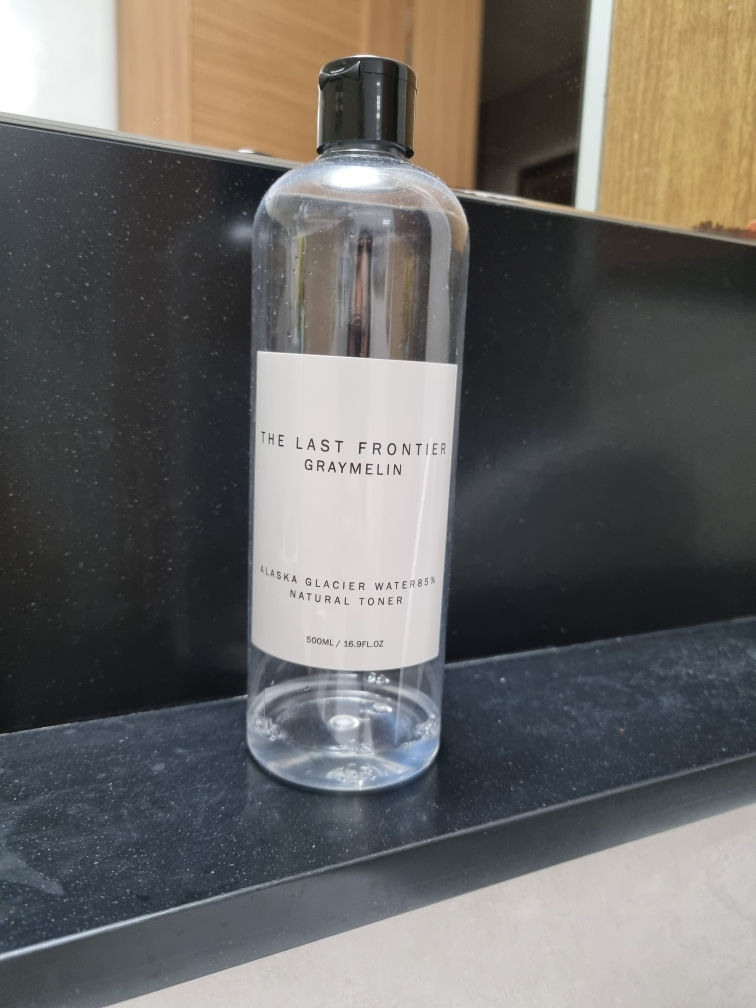 THE LAST FRONTIER
GRAYMELIN
ALASKA GLACIER WATER85%
NATURAL TONER
500ML / 16.9FL.OZ